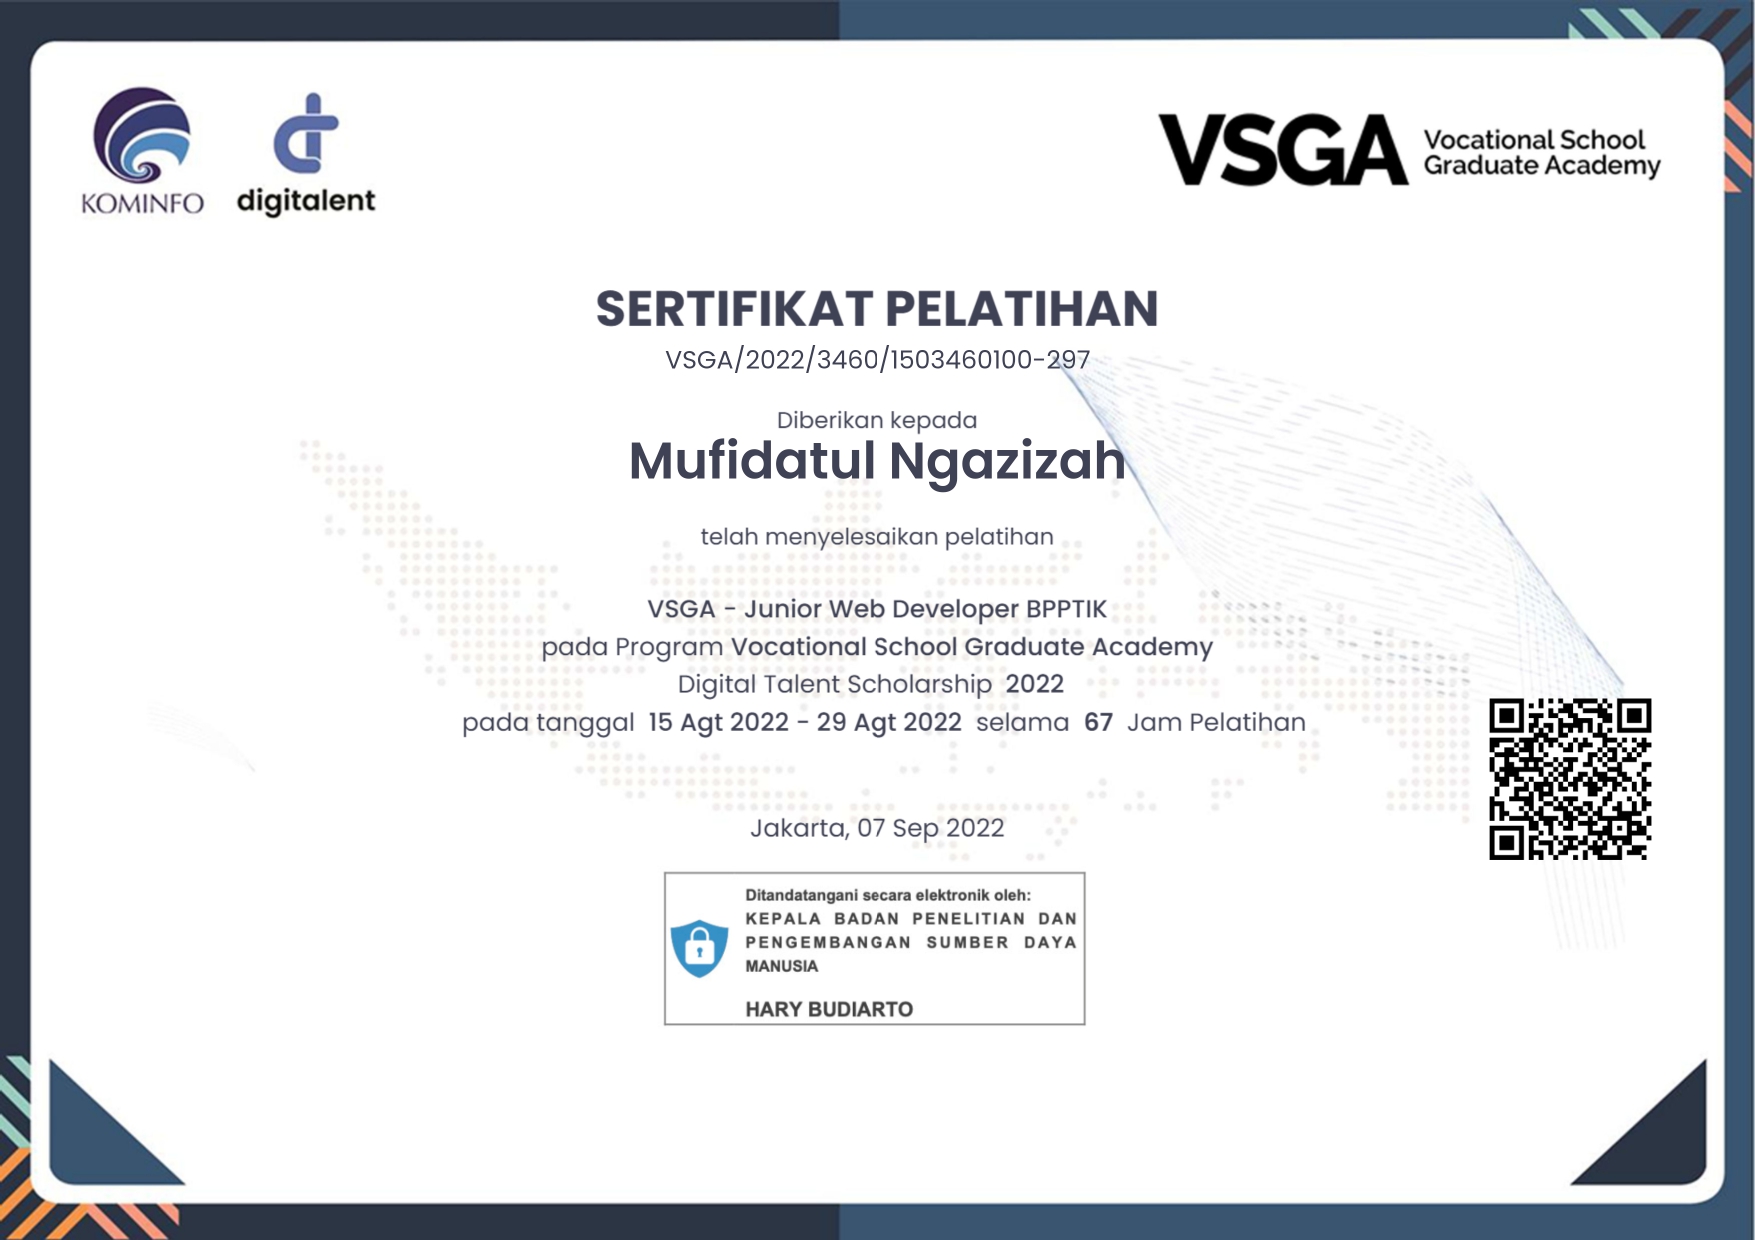 KOMINFO
digitalent
VSGA
Vocational School
Graduate Academy
SERTIFIKAT PELATIHAN
VSGA/2022/3460/1503460100-297
Diberikan kepada
Mufidatul Ngazizah
telah menyelesaikan pelatihan
VSGA - Junior Web Developer BPPTIK
pada Program Vocational School Graduate Academy
Digital Talent Scholarship 2022
pada tanggal 15 Agt 2022 - 29 Agt 2022 selama 67 Jam Pelatihan
Jakarta, 07 Sep 2022
Ditandatangani secara elektronik oleh:
KEPALA BADAN PENELITIAN DAN
PENGEMBANGAN SUMBER DAYA
MANUSIA
HARY BUDIARTO